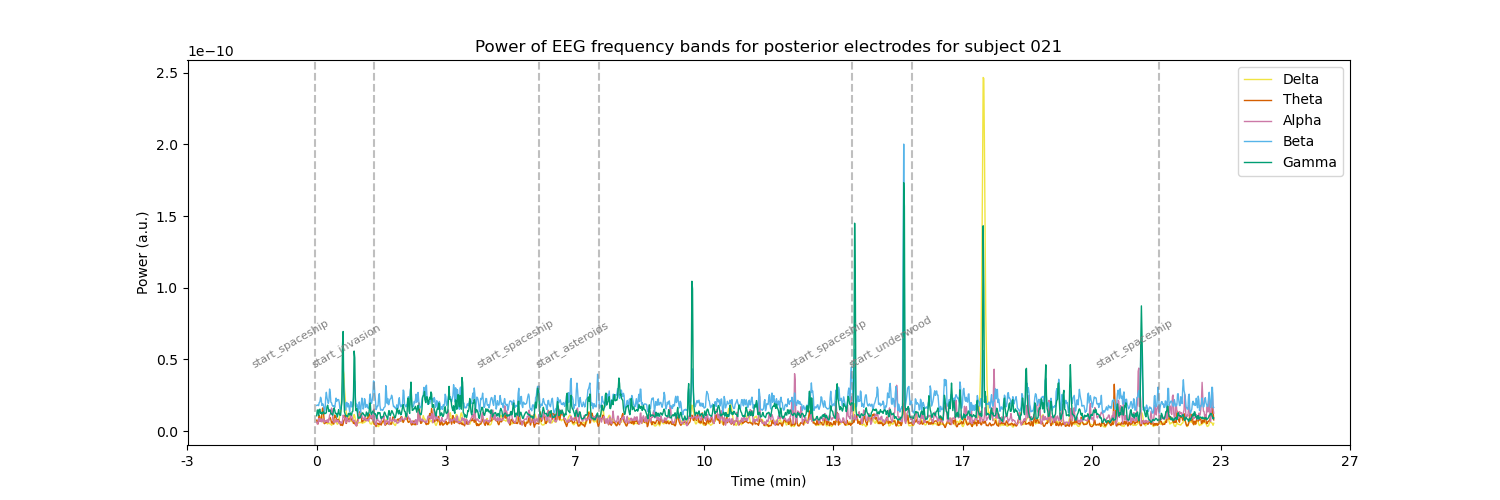 Power of EEG frequency bands for posterior electrodes for subject 021
1e−10
2.5
2.0
1.5
1.0
0.5
0.0
Power (a.u.)
start_spaceship
start_invasion
start_spaceship
start_asteroids
start_spaceship
start_underwood
start_spaceship
Delta
Theta
Alpha
Beta
Gamma
-3 0 3 7 10 13 17 20 23 27
Time (min)